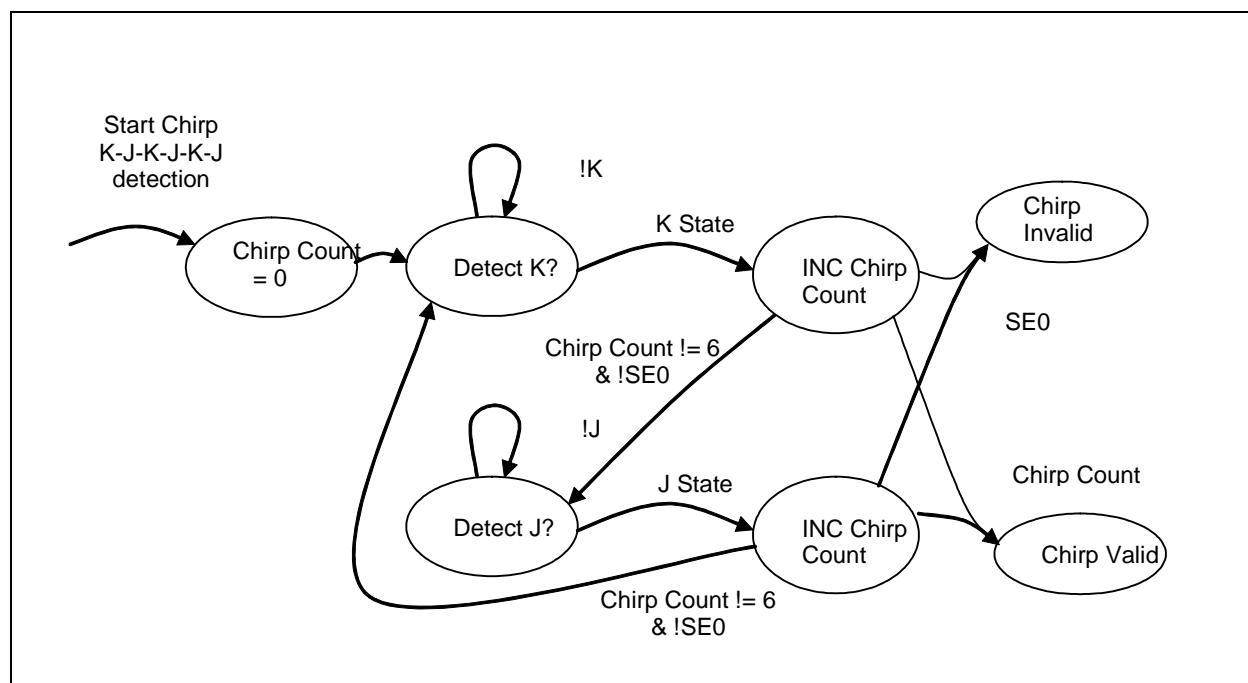 Start Chirp
K-J-K-J-K-J
detection
!K
K State
Chirp
Invalid
Chirp Count
= 0
Detect K?
INC Chirp
Count
SE0
Chirp Count != 6
& !SE0
!J
J State
Chirp Count
Detect J?
INC Chirp
Count
Chirp Valid
Chirp Count != 6
& !SE0